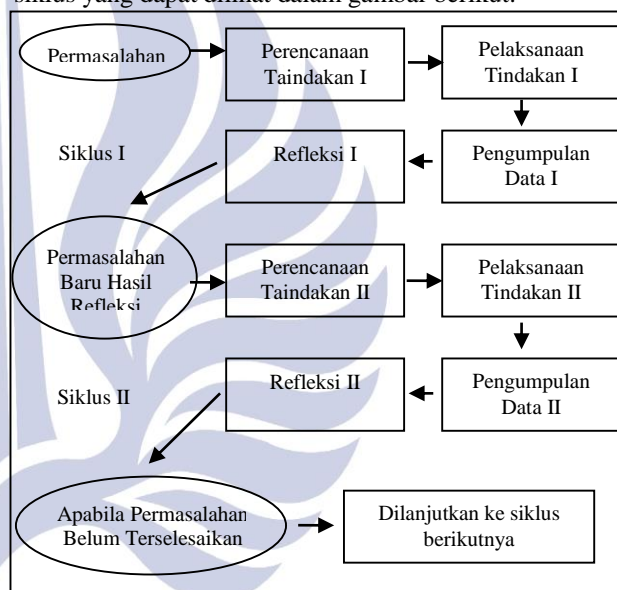 siklus yang dapat dilihat dalam gambar berikut:
Permasalahan
Perencanaan
Taindakan I
Pelaksanaan
Tindakan I
Siklus I
Refleksi I
Pengumpulan
Data I
Permasalahan
Baru Hasil
Refleksi
Perencanaan
Taindakan II
Pelaksanaan
Tindakan II
Siklus II
Refleksi II
Pengumpulan
Data II
Apabila Permasalahan
Belum Terselesaikan
Dilanjutkan ke siklus
berikutnya